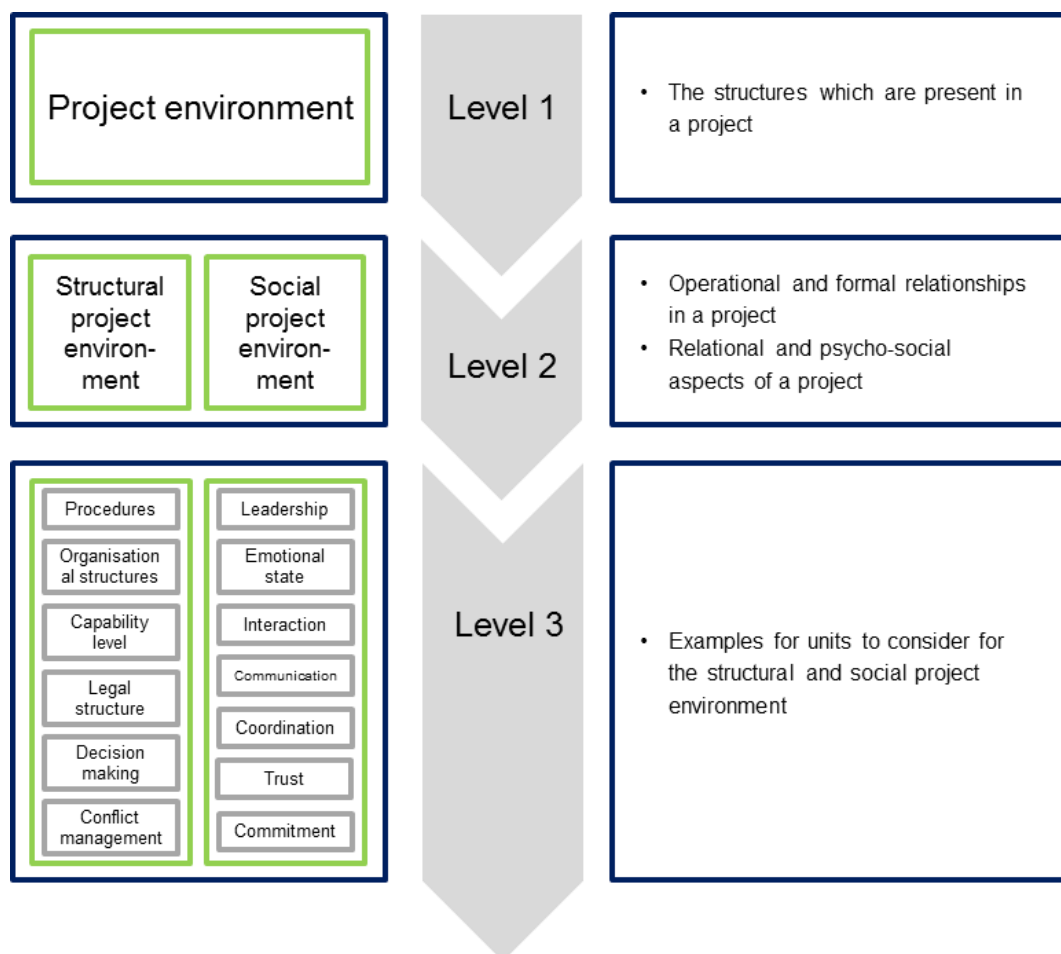 Project environment
Level 1
• The structures which are present in
a project
Structural
project
environ-
ment
Social
project
environ-
ment
Level 2
• Operational and formal relationships
in a project
• Relational and psycho-social
aspects of a project
Procedures
Organisation
al structures
Capability
level
Legal
structure
Decision
making
Conflict
management
Leadership
Emotional
state
Interaction
Communication
Coordination
Trust
Commitment
Level 3
• Examples for units to consider for
the structural and social project
environment